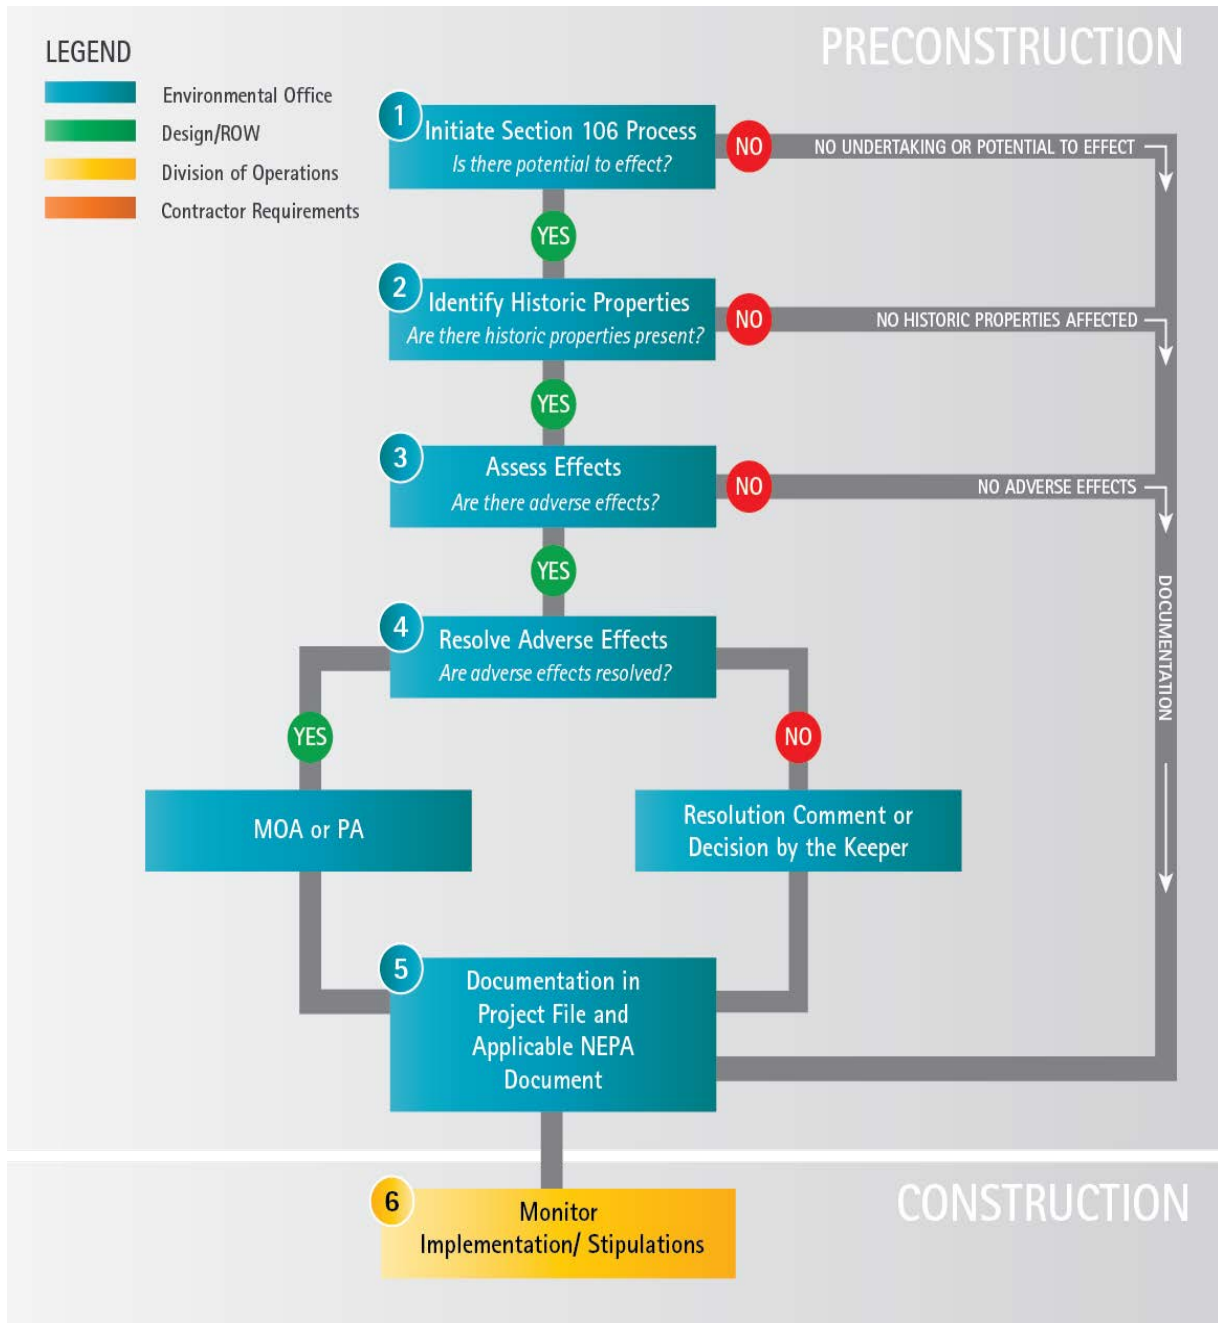 PRECONSTRUCTION
LEGEND
Environmental Office
Design/ROW
Division of Operations
Contractor Requirements
1
Initiate Section 106 Process
Is there potential to effect?
NO
NO UNDERTAKING OR POTENTIAL TO EFFECT
YES
2
Identify Historic Properties
Are there historic properties present?
NO
NO HISTORIC PROPERTIES AFFECTED
YES
3
Assess Effects
Are there adverse effects?
NO
NO ADVERSE EFFECTS
YES
DOCUMENTATION
4
Resolve Adverse Effects
Are adverse effects resolved?
YES
NO
MOA or PA
Resolution Comment or
Decision by the Keeper
5
Documentation in
Project File and
Applicable NEPA
Document
CONSTRUCTION
6
Monitor
Implementation/ Stipulations